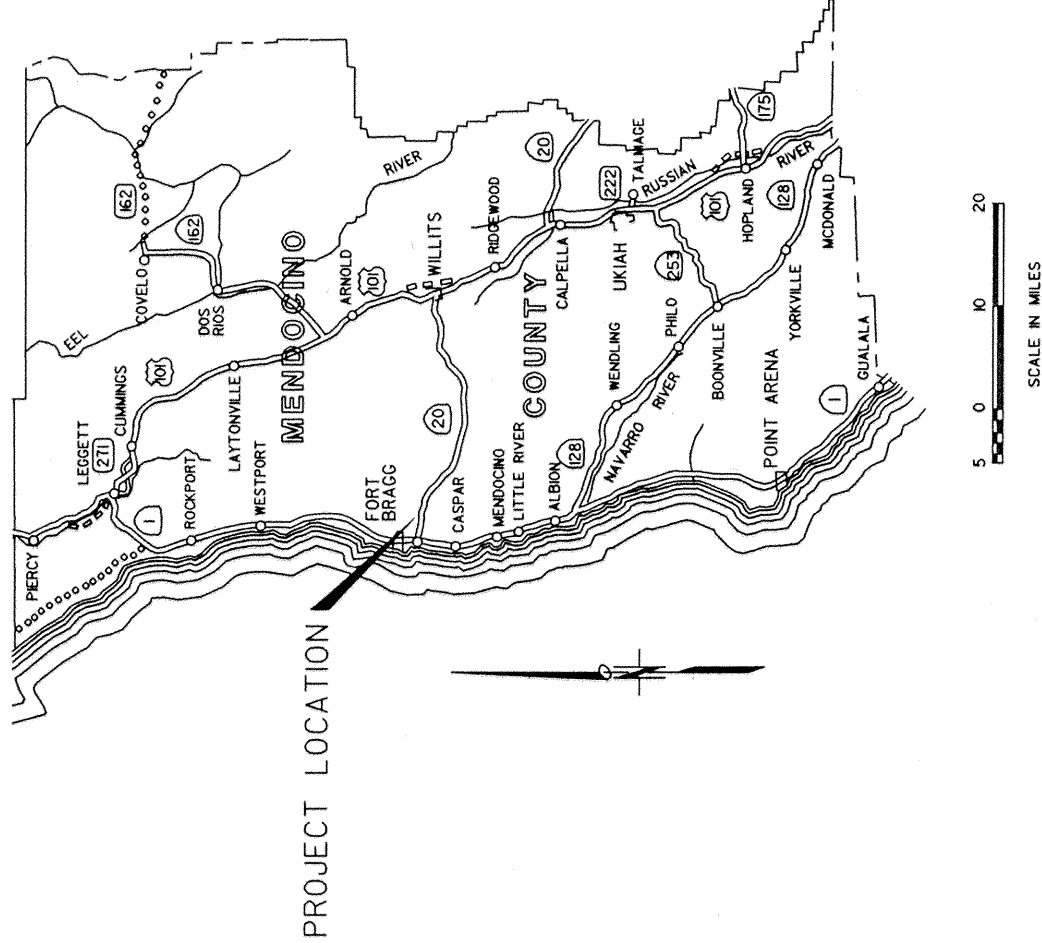 PIERCY
LEGGETT
271
CUMMINGS
101
1
ROCKPORT
LAYTONVILLE
WESTPORT
EEL
COVELO
162
162
DOS
RIOS
MENDOCINO
ARNOLD
101
RIVER
WILLITS
RIDGEWOOD
20
20
FORT
BRAGG
CASPAR
MENDOCINO
LITTLE RIVER
ALBION
128
COUNTY
CALPELLA
222
UKIAH
TALMAGE
RUSSIAN
RIVER
253
101
175
HOPLAND
128
WENDLING
PHILO
NAVARRO
RIVER
BOONVILLE
YORKVILLE
MCDONALD
POINT ARENA
1
GUALALA
PROJECT LOCATION
5 0 10 20
SCALE IN MILES